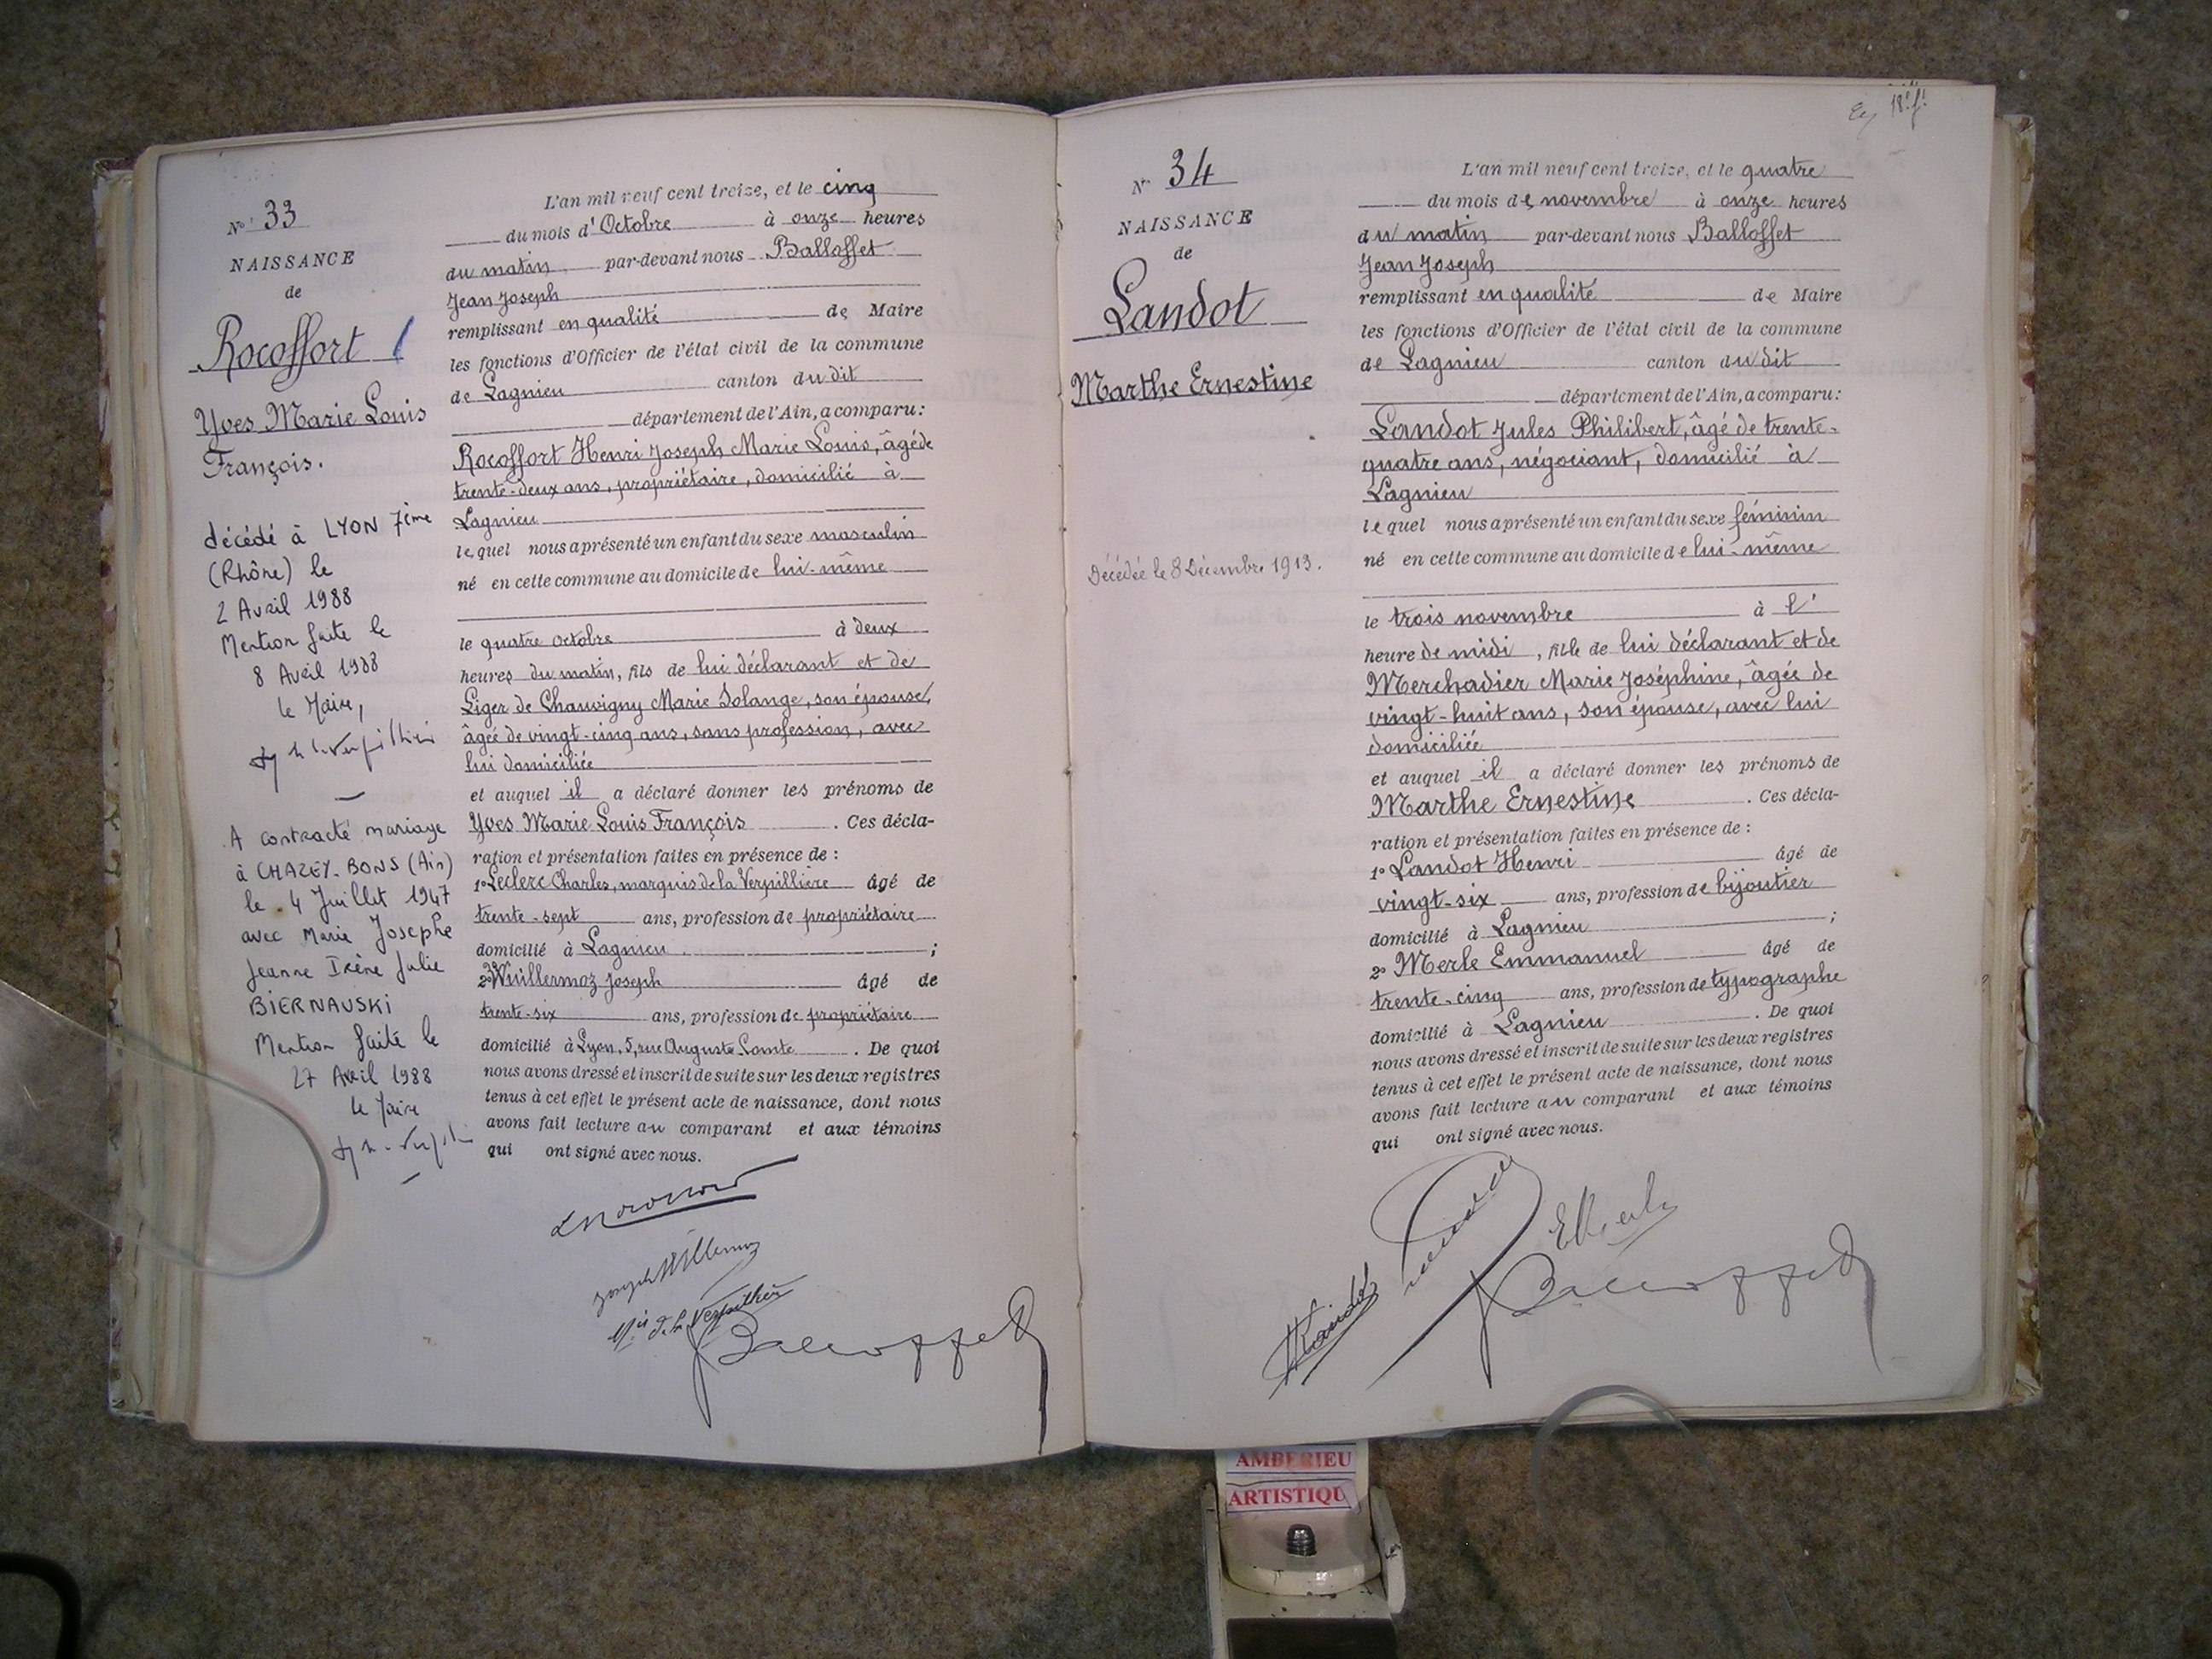 N° 33
NAISSANCE
de
Rocoffort
Yves Marie Louis
François.
décédé à LYON 7ème
(Rhône) le
2 Avril 1988
Mention faite le
8 Avril 1988
le Maire,
A contracté mariage
à CHAZEY-BONS (Ain)
le 4 Juillet 1947
avec Marie Josephe
Jeanne Irène Julie
BIERNAWSKI
Mention faite le
27 Avril 1988
le Maire
L'an mil neuf cent treize, et le cinq
du mois d'Octobre à onze heures
du matin par-devant nous Balloffet
Jean Joseph
remplissant en qualité de Maire
les fonctions d'Officier de l'état civil de la commune
de Lagnieu canton du dit
département de l'Ain, a comparu:
Rocoffort Henri Joseph Marie Louis, âgé de
trente-deux ans, propriétaire, domicilié à
Lagnieu
lequel nous a présenté un enfant du sexe masculin
né en cette commune au domicile de lui-même
le quatre octobre à deux
heures du matin, fils de lui déclarant et de
Liger de Chauvigny Marie Solange, son épouse,
âgée de vingt-cinq ans, sans profession, avec
lui domiciliée
et auquel il a déclaré donner les prénoms de
Yves Marie Louis François. Ces décla-
ration et présentation faites en présence de :
1° Leclerc Charles, marquis de la Verpillière âgé de
trente-sept ans, profession de propriétaire
domicilié à Lagnieu ;
2° Wuillermoz Joseph âgé de
trente-six ans, profession de propriétaire
domicilié à Lyon, 5, rue Auguste Comte. De quoi
nous avons dressé et inscrit de suite sur les deux registres
tenus à cet effet le présent acte de naissance, dont nous
avons fait lecture au comparant et aux témoins
qui ont signé avec nous.
Joseph Willermoz
Mis de la Verpillière
Balloffet
Ey 18e f!
N° 34
NAISSANCE
de
Landot
Marthe Ernestine
Décédée le 8 Décembre 1913.
L'an mil neuf cent treize, et le quatre
du mois de novembre à onze heures
du matin par-devant nous Balloffet
Jean Joseph
remplissant en qualité de Maire
les fonctions d'Officier de l'état civil de la commune
de Lagnieu canton du dit
département de l'Ain, a comparu:
Landot Jules Philibert, âgé de trente-
quatre ans, négociant, domicilié à
Lagnieu
lequel nous a présenté un enfant du sexe féminin
né en cette commune au domicile de lui-même
le trois novembre à l'
heure de midi, fille de lui déclarant et de
Merchadier Marie Joséphine, âgée de
vingt-huit ans, son épouse, avec lui
domiciliée
et auquel il a déclaré donner les prénoms de
Marthe Ernestine. Ces décla-
ration et présentation faites en présence de :
1° Landot Henri âgé de
vingt-six ans, profession de bijoutier
domicilié à Lagnieu ;
2° Merle Emmanuel âgé de
trente-cinq ans, profession de typographe
domicilié à Lagnieu. De quoi
nous avons dressé et inscrit de suite sur les deux registres
tenus à cet effet le présent acte de naissance, dont nous
avons fait lecture au comparant et aux témoins
qui ont signé avec nous.
EMerle
HLandot
Balloffet
AMBERIEU
ARTISTIQU